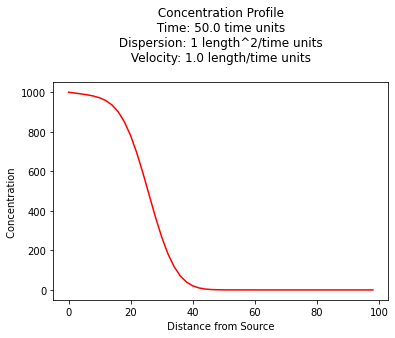 Concentration Profile
Time: 50.0 time units
Dispersion: 1 length^2/time units
Velocity: 1.0 length/time units
1000
800
600
400
200
0
Concentration
0 20 40 60 80 100
Distance from Source